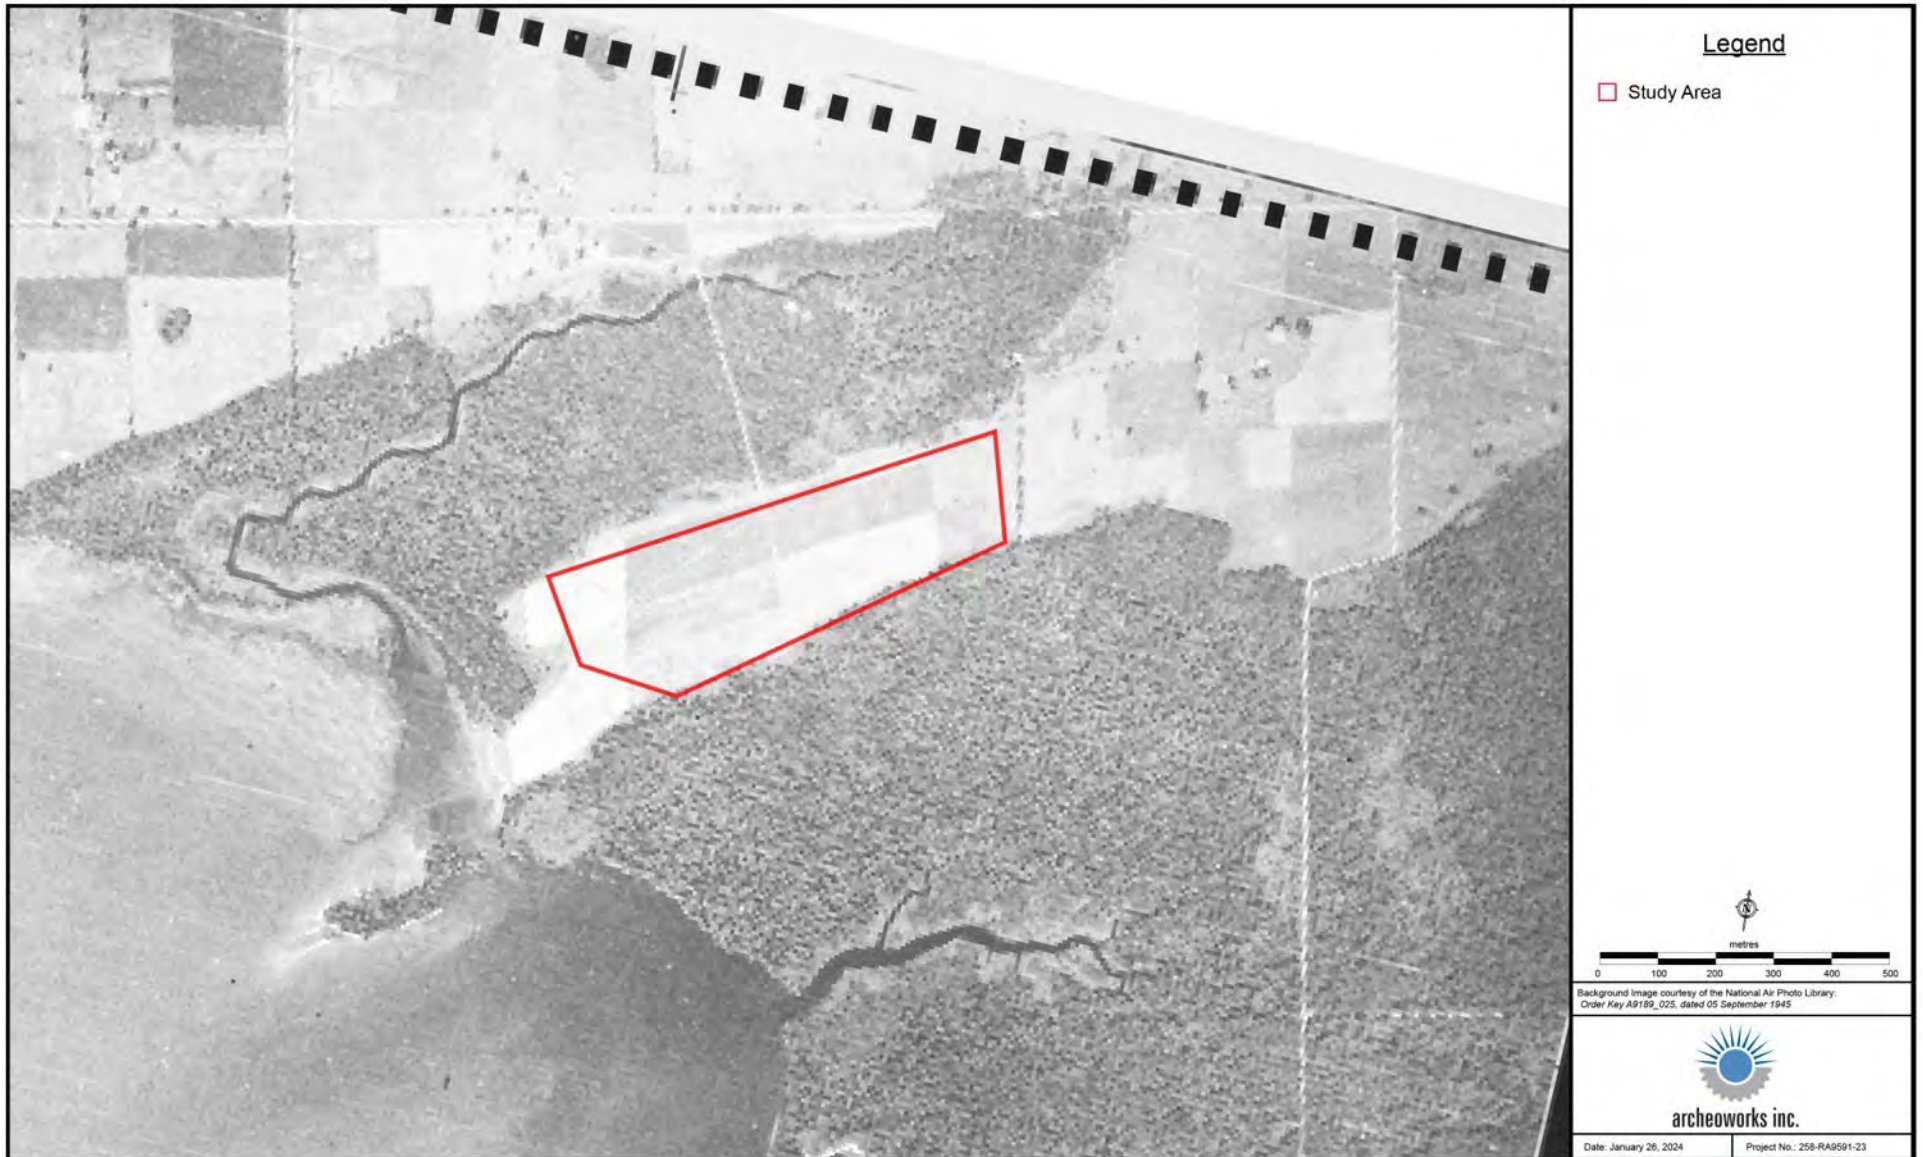 Legend
Study Area
N
metres
0 100 200 300 400 500
Background Image courtesy of the National Air Photo Library:
Order Key A9189_025, dated 05 September 1945
archeoworks inc.
Date: January 26, 2024
Project No.: 258-RA9591-23